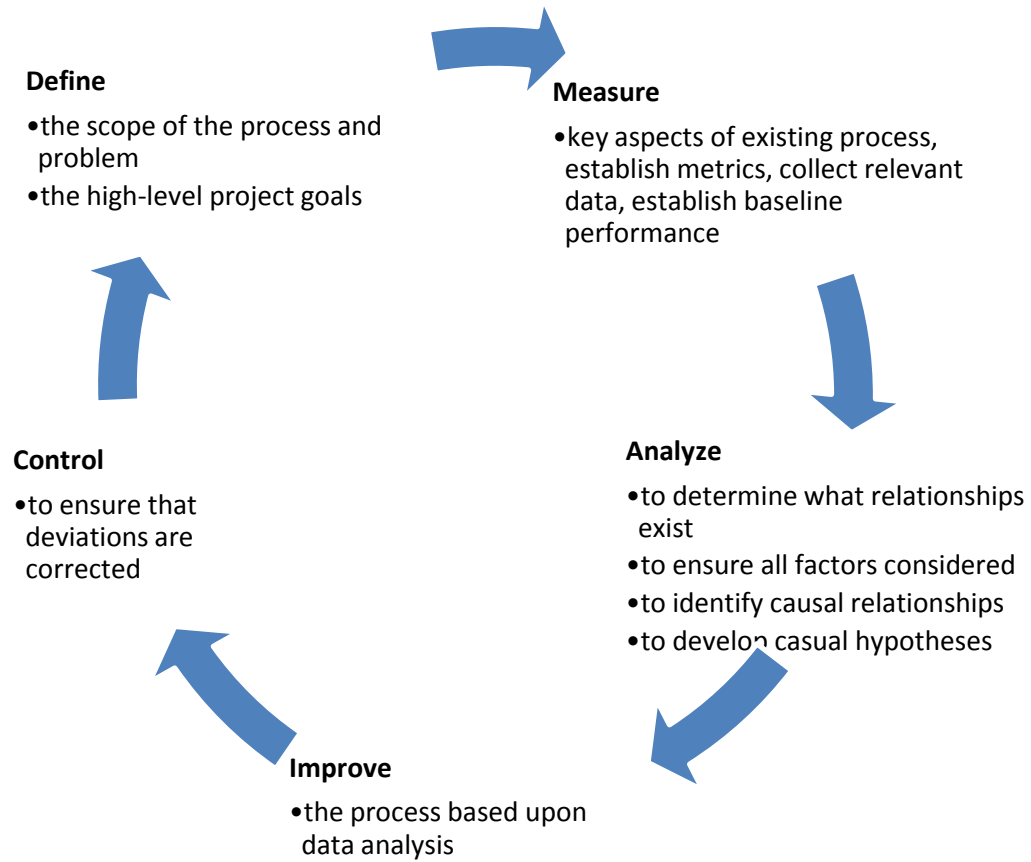 Define
•the scope of the process and
problem
•the high-level project goals
Measure
•key aspects of existing process,
establish metrics, collect relevant
data, establish baseline
performance
Analyze
•to determine what relationships
exist
•to ensure all factors considered
•to identify causal relationships
•to develop casual hypotheses
Improve
•the process based upon
data analysis
Control
•to ensure that
deviations are
corrected